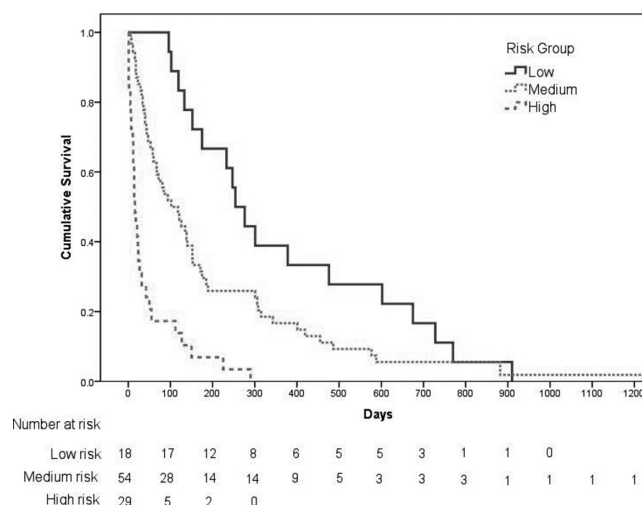 1.0
0.8
0.6
0.4
0.2
0.0
Cumulative Survival
Risk Group
Low
Medium
High
0 100 200 300 400 500 600 700 800 900 1000 1100 1200
Days
Number at risk
Low risk 18 17 12 8 6 5 5 3 1 1 0
Medium risk 54 28 14 14 9 5 3 3 3 1 1 1 1
High risk 29 5 2 0